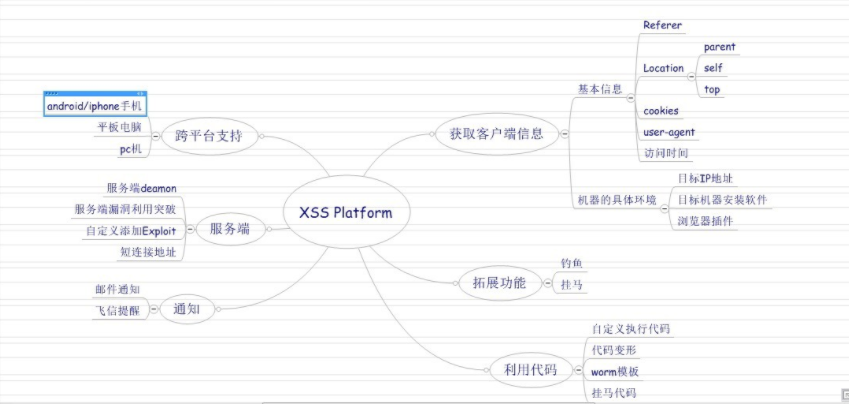 XSS Platform
跨平台支持
android/iphone手机
平板电脑
pc机
服务端
服务端deamon
服务端漏洞利用突破
自定义添加Exploit
短连接地址
通知
邮件通知
飞信提醒
获取客户端信息
基本信息
Referer
Location
parent
self
top
cookies
user-agent
访问时间
机器的具体环境
目标IP地址
目标机器安装软件
浏览器插件
拓展功能
钓鱼
挂马
利用代码
自定义执行代码
代码变形
worm模板
挂马代码